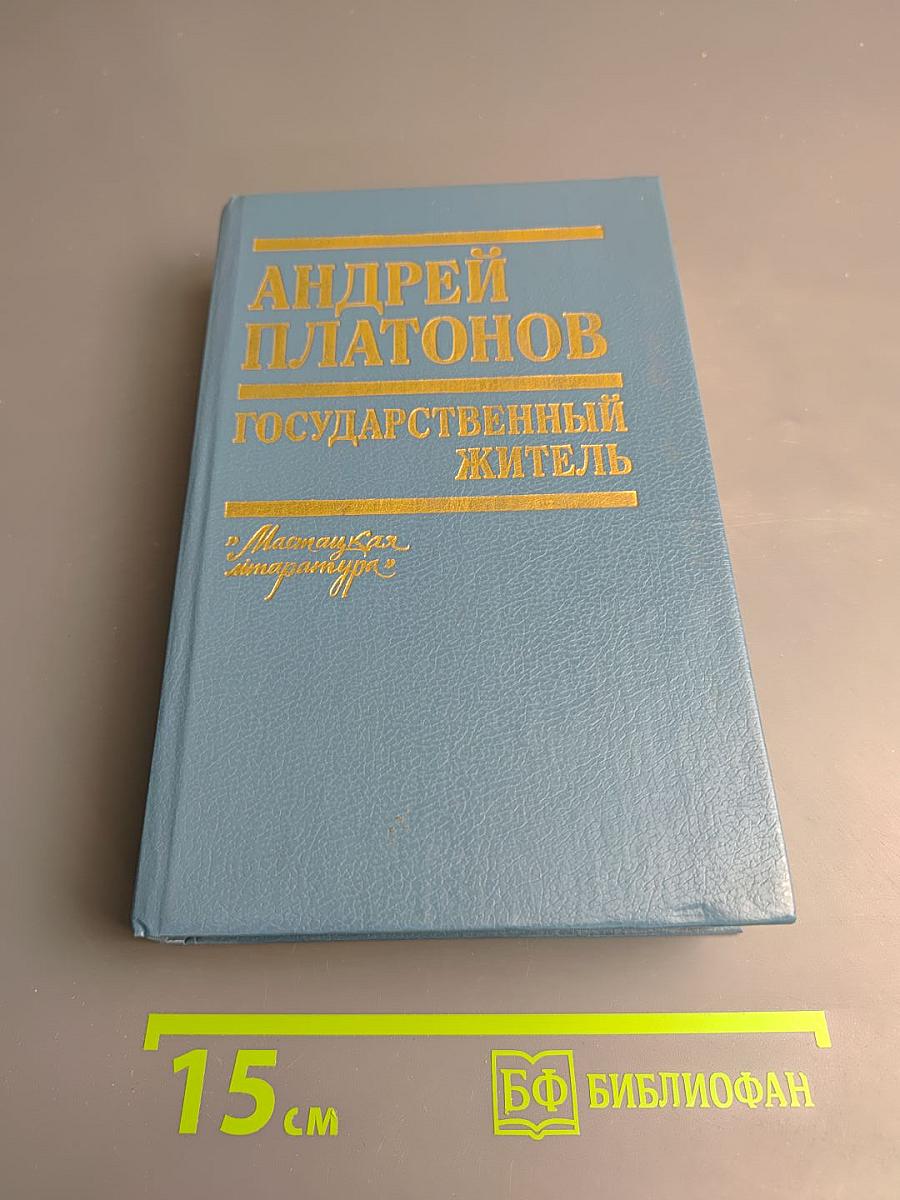 АНДРЕЙ
ПЛАТОНОВ
ГОСУДАРСТВЕННЫЙ
ЖИТЕЛЬ
"Мастацкая
літаратура"
15 см
БФ БИБЛИОФАН